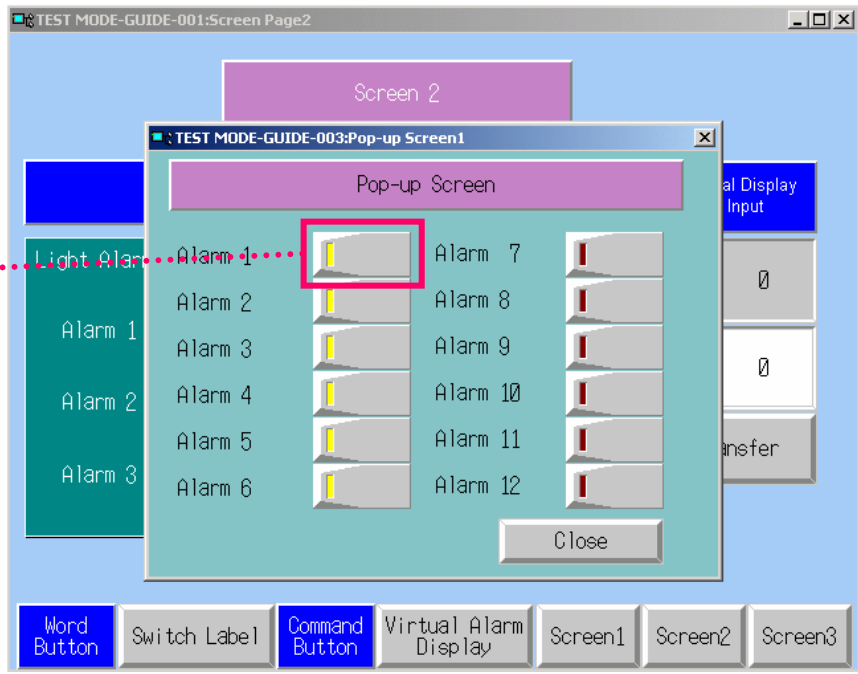 TEST MODE-GUIDE-001:Screen Page2
Screen 2
TEST MODE-GUIDE-003:Pop-up Screen1
Pop-up Screen
al Display
Input
Light Alar
Alarm 1
Alarm 7
0
Alarm 2
Alarm 8
Alarm 1
Alarm 3
Alarm 9
0
Alarm 2
Alarm 4
Alarm 10
Alarm 5
Alarm 11
nsfer
Alarm 3
Alarm 6
Alarm 12
Close
Word
Button
Switch Label
Command
Button
Virtual Alarm
Display
Screen1
Screen2
Screen3